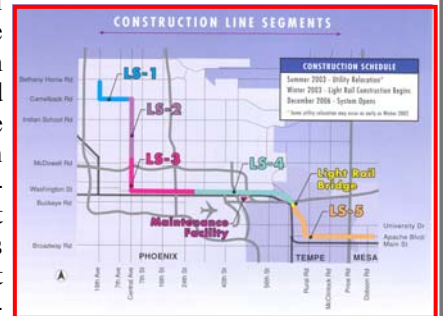 CONSTRUCTION LINE SEGMENTS
CONSTRUCTION SCHEDULE
Summer 2003 - Utility Relocation*
Winter 2003 - Light Rail Construction Begins
December 2006 - System Opens
* Some utility relocation may occur as early as Winter 2002
Bethany Home Rd
LS-1
Camelback Rd
LS-2
Indian School Rd
McDowell Rd
LS-3
LS-4
Light Rail
Bridge
Washington St
Buckeye Rd
Maintenance
Facility
LS-5
University Dr
Apache Blvd
Main St
Broadway Rd
PHOENIX
TEMPE
MESA
19th Ave
7th Ave
Central Ave
7th St
16th St
24th St
40th St
56th St
Rural Rd
McClintock Rd
Price Rd
Dobson Rd